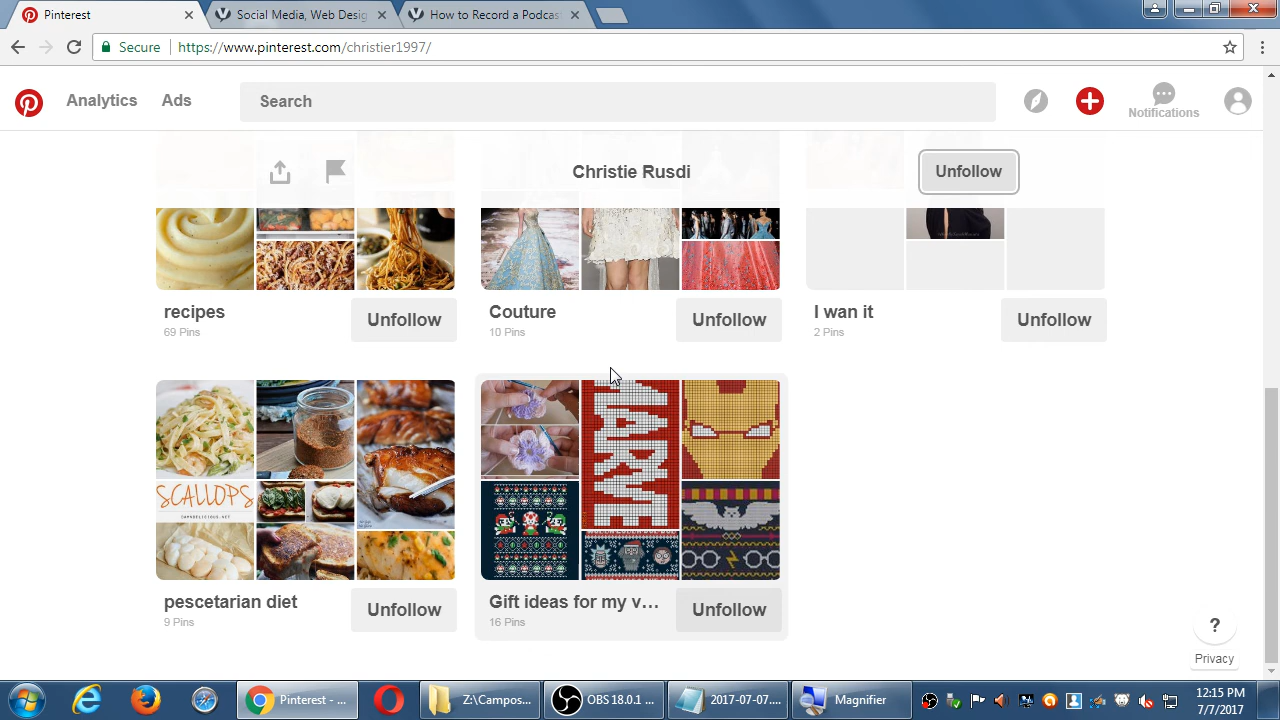 Pinterest
Social Media, Web Desig
How to Record a Podcas
Secure
https://www.pinterest.com/christier1997/
Analytics
Ads
Search
Notifications
Christie Rusdi
Unfollow
recipes
69 Pins
Unfollow
Couture
10 Pins
Unfollow
I wan it
2 Pins
Unfollow
SCALLOPS
MARVE
pescetarian diet
9 Pins
Unfollow
Gift ideas for my v...
16 Pins
Unfollow
?
Privacy
Pinterest - ...
Z:\Campos...
OBS 18.0.1 ...
2017-07-07....
Magnifier
12:15 PM
7/7/2017